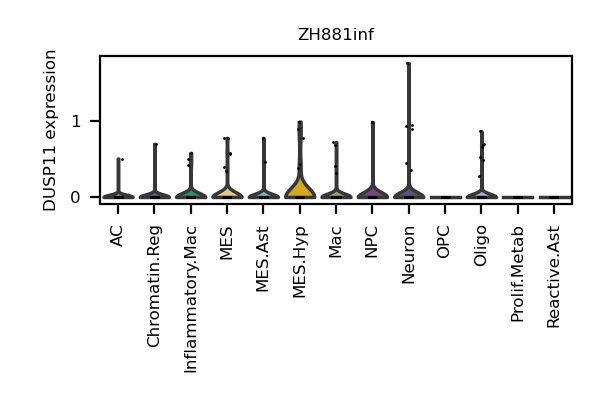 ZH881inf
DUSP11 expression
1
0
AC
Chromatin.Reg
Inflammatory.Mac
MES
MES.Ast
MES.Hyp
Mac
NPC
Neuron
OPC
Oligo
Prolif.Metab
Reactive.Ast